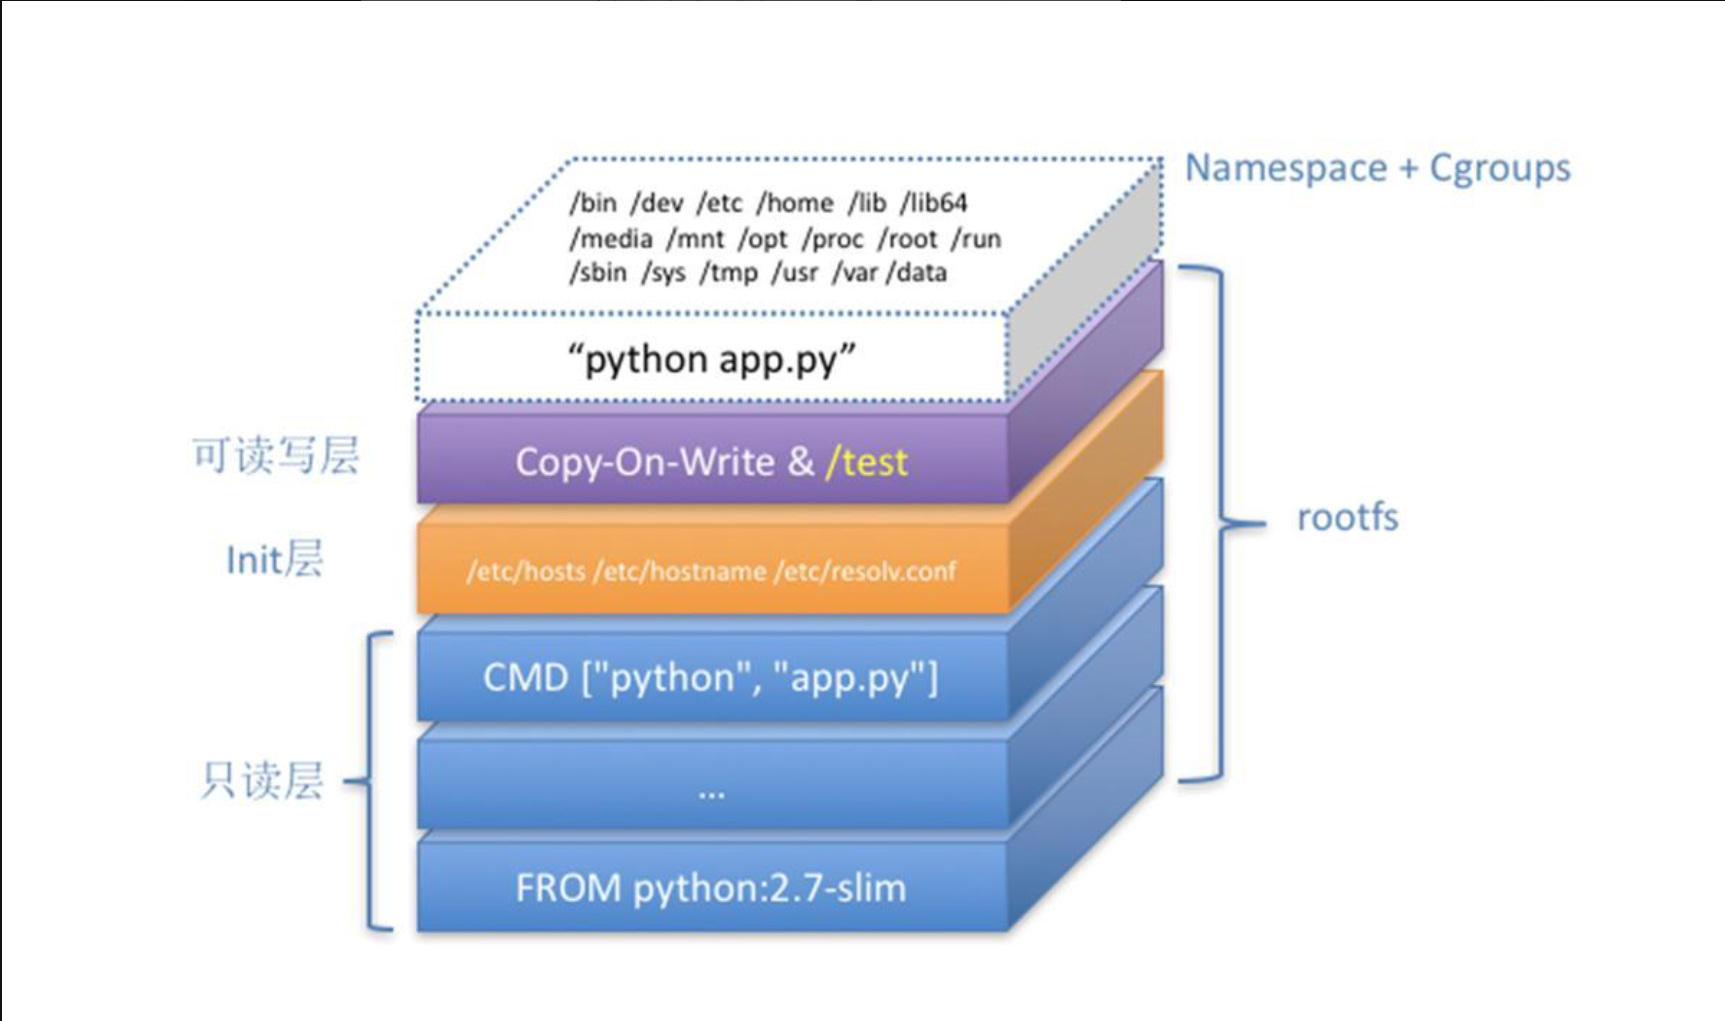 Namespace + Cgroups
/bin /dev /etc /home /lib /lib64
/media /mnt /opt /proc /root /run
/sbin /sys /tmp /usr /var /data
“python app.py”
可读写层
Copy-On-Write & /test
rootfs
Init层
/etc/hosts /etc/hostname /etc/resolv.conf
CMD ["python", "app.py"]
只读层
...
FROM python:2.7-slim